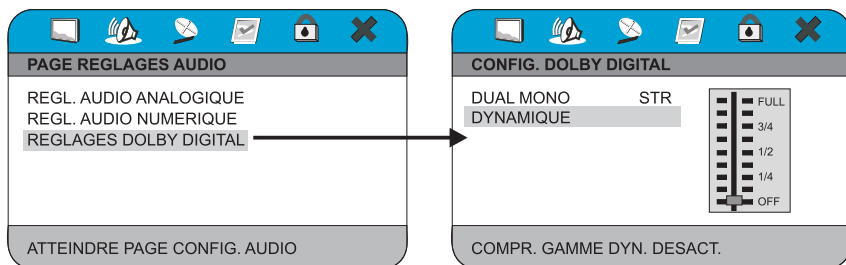 PAGE REGLAGES AUDIO
REGL. AUDIO ANALOGIQUE
REGL. AUDIO NUMERIQUE
REGLAGES DOLBY DIGITAL
ATTEINDRE PAGE CONFIG. AUDIO
CONFIG. DOLBY DIGITAL
DUAL MONO STR
DYNAMIQUE
FULL
3/4
1/2
1/4
OFF
COMPR. GAMME DYN. DESACT.